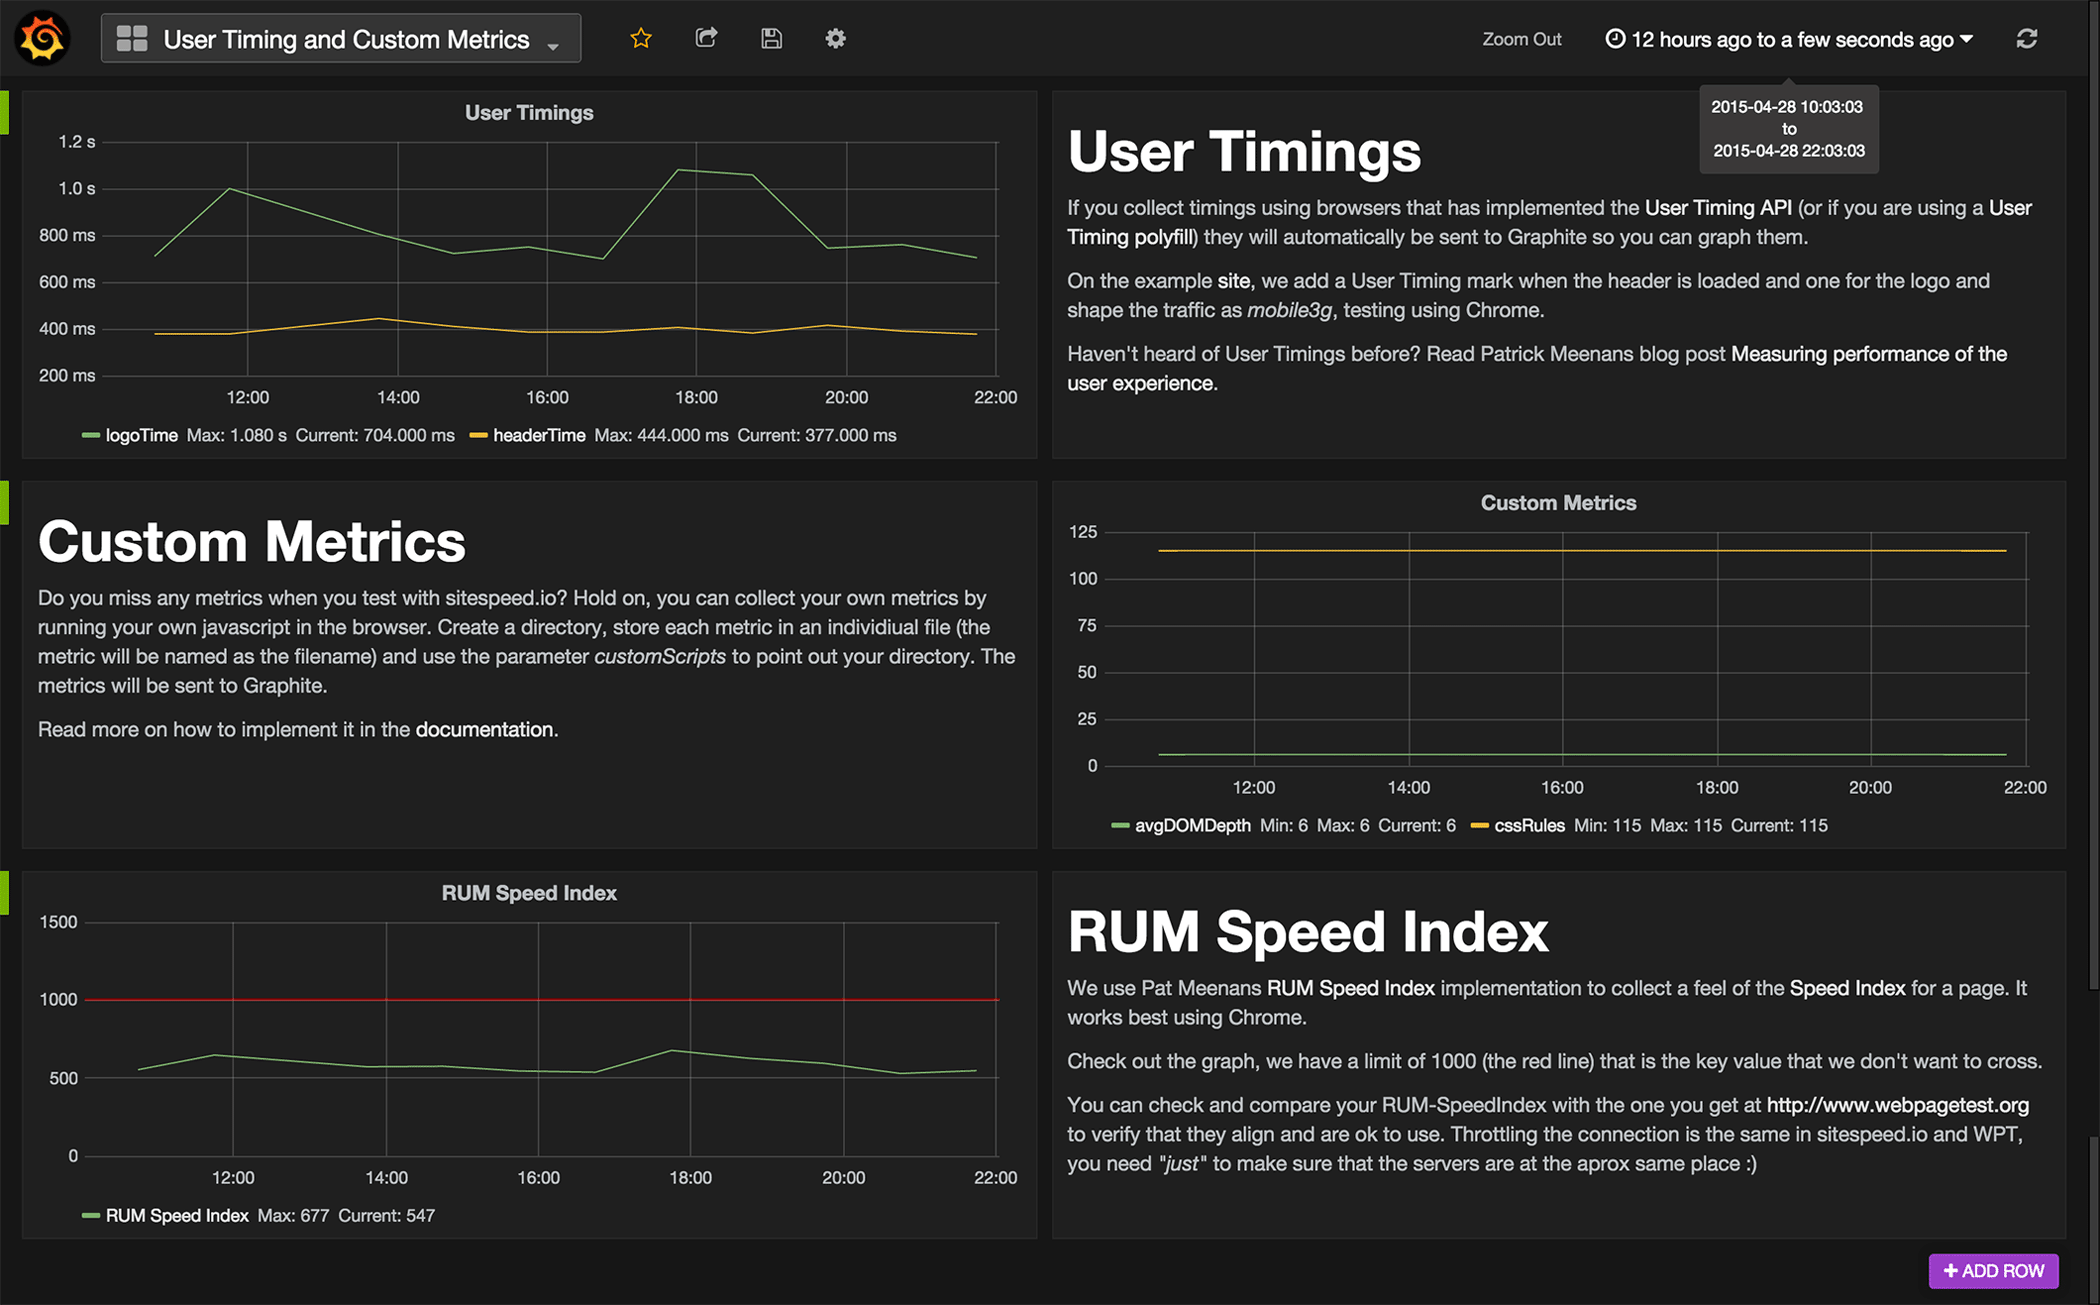 User Timing and Custom Metrics
Zoom Out
12 hours ago to a few seconds ago
2015-04-28 10:03:03
to
2015-04-28 22:03:03
User Timings
1.2 s
1.0 s
800 ms
600 ms
400 ms
200 ms
12:00 14:00 16:00 18:00 20:00 22:00
logoTime Max: 1.080 s Current: 704.000 ms headerTime Max: 444.000 ms Current: 377.000 ms
User Timings
If you collect timings using browsers that has implemented the User Timing API (or if you are using a User
Timing polyfill) they will automatically be sent to Graphite so you can graph them.
On the example site, we add a User Timing mark when the header is loaded and one for the logo and
shape the traffic as mobile3g, testing using Chrome.
Haven't heard of User Timings before? Read Patrick Meenans blog post Measuring performance of the
user experience.
Custom Metrics
Do you miss any metrics when you test with sitespeed.io? Hold on, you can collect your own metrics by
running your own javascript in the browser. Create a directory, store each metric in an individiual file (the
metric will be named as the filename) and use the parameter customScripts to point out your directory. The
metrics will be sent to Graphite.
Read more on how to implement it in the documentation.
Custom Metrics
125
100
75
50
25
0
12:00 14:00 16:00 18:00 20:00 22:00
avgDOMDepth Min: 6 Max: 6 Current: 6 cssRules Min: 115 Max: 115 Current: 115
RUM Speed Index
1500
1000
500
0
12:00 14:00 16:00 18:00 20:00 22:00
RUM Speed Index Max: 677 Current: 547
RUM Speed Index
We use Pat Meenans RUM Speed Index implementation to collect a feel of the Speed Index for a page. It
works best using Chrome.
Check out the graph, we have a limit of 1000 (the red line) that is the key value that we don't want to cross.
You can check and compare your RUM-SpeedIndex with the one you get at http://www.webpagetest.org
to verify that they align and are ok to use. Throttling the connection is the same in sitespeed.io and WPT,
you need "just" to make sure that the servers are at the aprox same place :)
+ ADD ROW